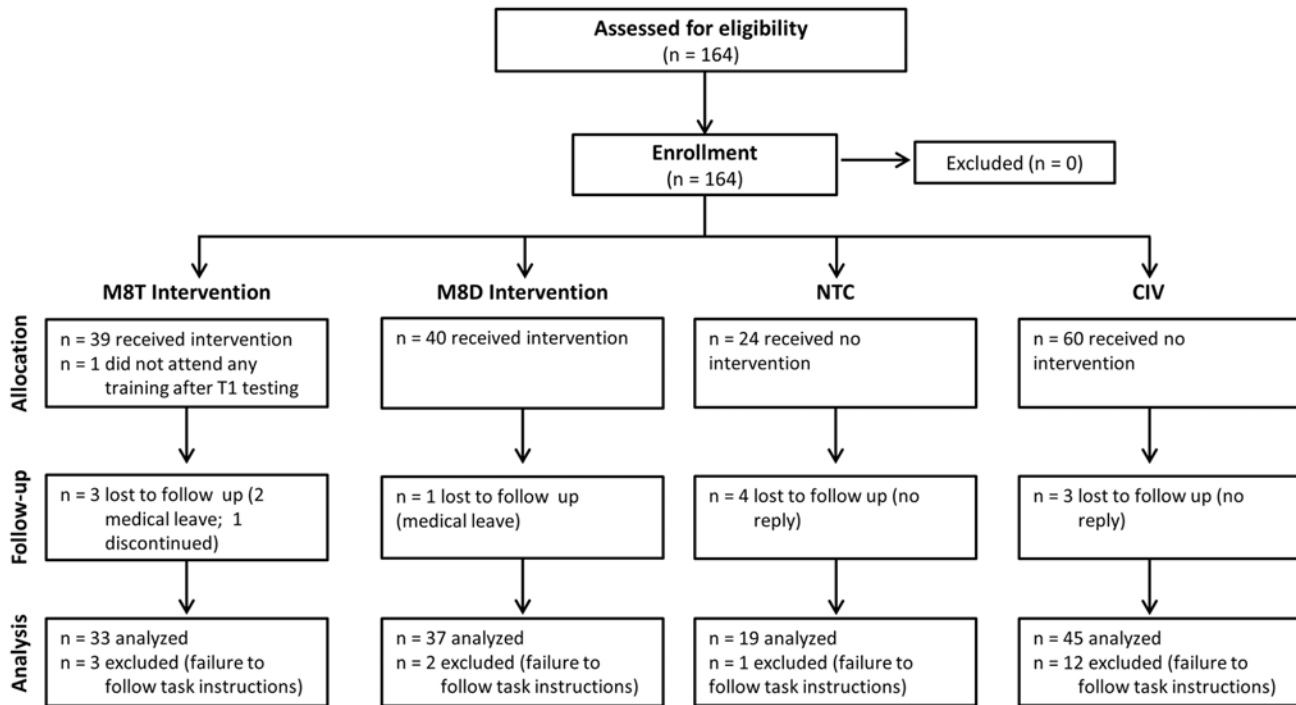 Assessed for eligibility
(n = 164)
Enrollment
(n = 164)
Excluded (n = 0)
M8T Intervention
M8D Intervention
NTC
CIV
Allocation
n = 39 received intervention
n = 1 did not attend any
training after T1 testing
n = 40 received intervention
n = 24 received no
intervention
n = 60 received no
intervention
Follow-up
n = 3 lost to follow up (2
medical leave; 1
discontinued)
n = 1 lost to follow up
(medical leave)
n = 4 lost to follow up (no
reply)
n = 3 lost to follow up (no
reply)
Analysis
n = 33 analyzed
n = 3 excluded (failure to
follow task instructions)
n = 37 analyzed
n = 2 excluded (failure to
follow task instructions)
n = 19 analyzed
n = 1 excluded (failure to
follow task instructions)
n = 45 analyzed
n = 12 excluded (failure to
follow task instructions)